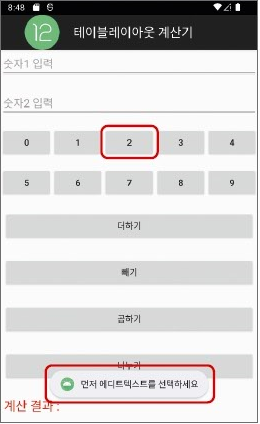 8:48
12 테이블레이아웃 계산기
숫자1 입력
숫자2 입력
0 1 2 3 4
5 6 7 8 9
더하기
빼기
곱하기
나누기
먼저 에디트텍스트를 선택하세요
계산 결과 :